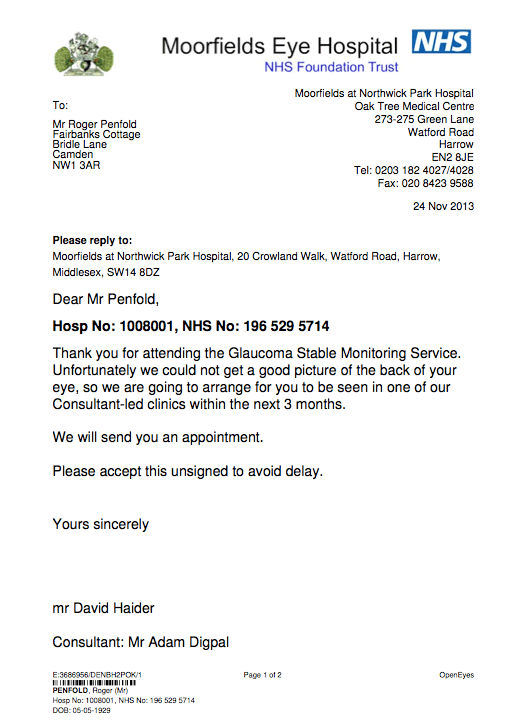 Moorfields Eye Hospital NHS
NHS Foundation Trust
Moorfields at Northwick Park Hospital
Oak Tree Medical Centre
273-275 Green Lane
Watford Road
Harrow
EN2 8JE
Tel: 0203 182 4027/4028
Fax: 020 8423 9588
To:
Mr Roger Penfold
Fairbanks Cottage
Bridle Lane
Camden
NW1 3AR
24 Nov 2013
Please reply to:
Moorfields at Northwick Park Hospital, 20 Crowland Walk, Watford Road, Harrow,
Middlesex, SW14 8DZ
Dear Mr Penfold,
Hosp No: 1008001, NHS No: 196 529 5714
Thank you for attending the Glaucoma Stable Monitoring Service.
Unfortunately we could not get a good picture of the back of your
eye, so we are going to arrange for you to be seen in one of our
Consultant-led clinics within the next 3 months.
We will send you an appointment.
Please accept this unsigned to avoid delay.
Yours sincerely
mr David Haider
Consultant: Mr Adam Digpal
E:3686956/DENBH2POK/1
Page 1 of 2
OpenEyes
PENFOLD, Roger (Mr)
Hosp No: 1008001, NHS No: 196 529 5714
DOB: 05-05-1929